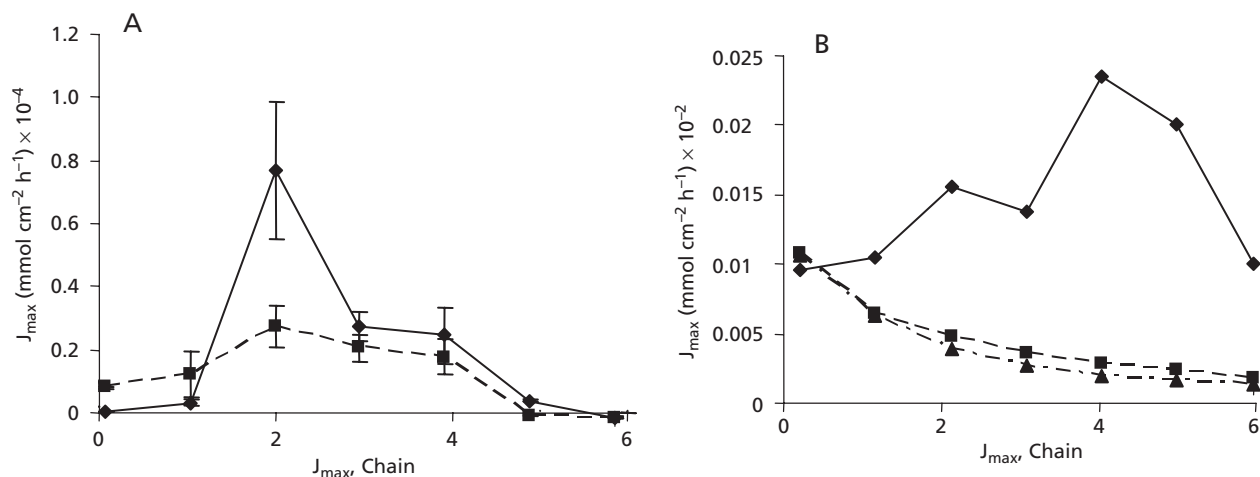 A
J_max (mmol cm⁻² h⁻¹) × 10⁻⁴
1.2
1.0
0.8
0.6
0.4
0.2
0
0 2 4 6
J_max, Chain
B
J_max (mmol cm⁻² h⁻¹) × 10⁻²
0.025
0.02
0.015
0.01
0.005
0
0 2 4 6
J_max, Chain